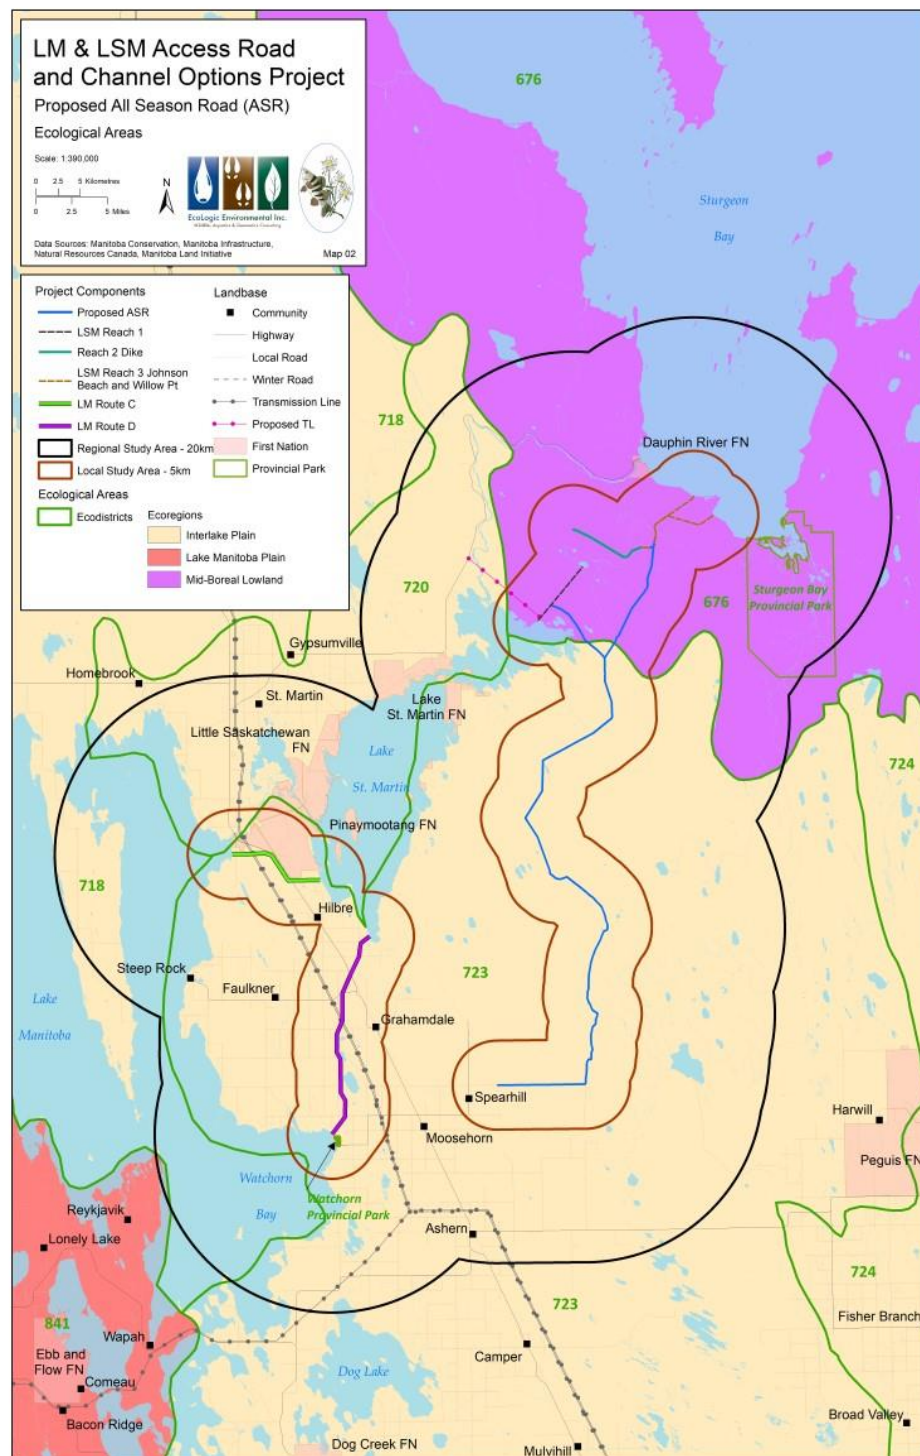 LM & LSM Access Road
and Channel Options Project
Proposed All Season Road (ASR)
Ecological Areas
Scale: 1:390,000
0 2.5 5 Kilometres
0 2.5 5 Miles
N
EcoLogic Environmental Inc.
Data Sources: Manitoba Conservation, Manitoba Infrastructure,
Natural Resources Canada, Manitoba Land Initiative
Map 02
Project Components
Proposed ASR
LSM Reach 1
Reach 2 Dike
LSM Reach 3 Johnson
Beach and Willow Pt
LM Route C
LM Route D
Regional Study Area - 20km
Local Study Area - 5km
Landbase
Community
Highway
Local Road
Winter Road
Transmission Line
Proposed TL
First Nation
Provincial Park
Ecological Areas
Ecodistricts
Ecoregions
Interlake Plain
Lake Manitoba Plain
Mid-Boreal Lowland
676
Sturgeon
Bay
718
Dauphin River FN
720
676
Sturgeon Bay
Provincial Park
Gypsumville
Homebrook
St. Martin
Lake
St. Martin FN
Little Saskatchewan
FN
Lake
St. Martin
724
Pinaymootang FN
718
Hilbre
Steep Rock
723
Faulkner
Lake
Manitoba
Grahamdale
Spearhill
Harwill
Moosehorn
Peguis FN
Watchorn
Bay
Watchorn
Provincial Park
Reykjavik
Ashern
Lonely Lake
724
723
Fisher Branch
841
Wapah
Ebb and
Flow FN
Camper
Dog Lake
Comeau
Bacon Ridge
Broad Valley
Dog Creek FN
Mulvihill